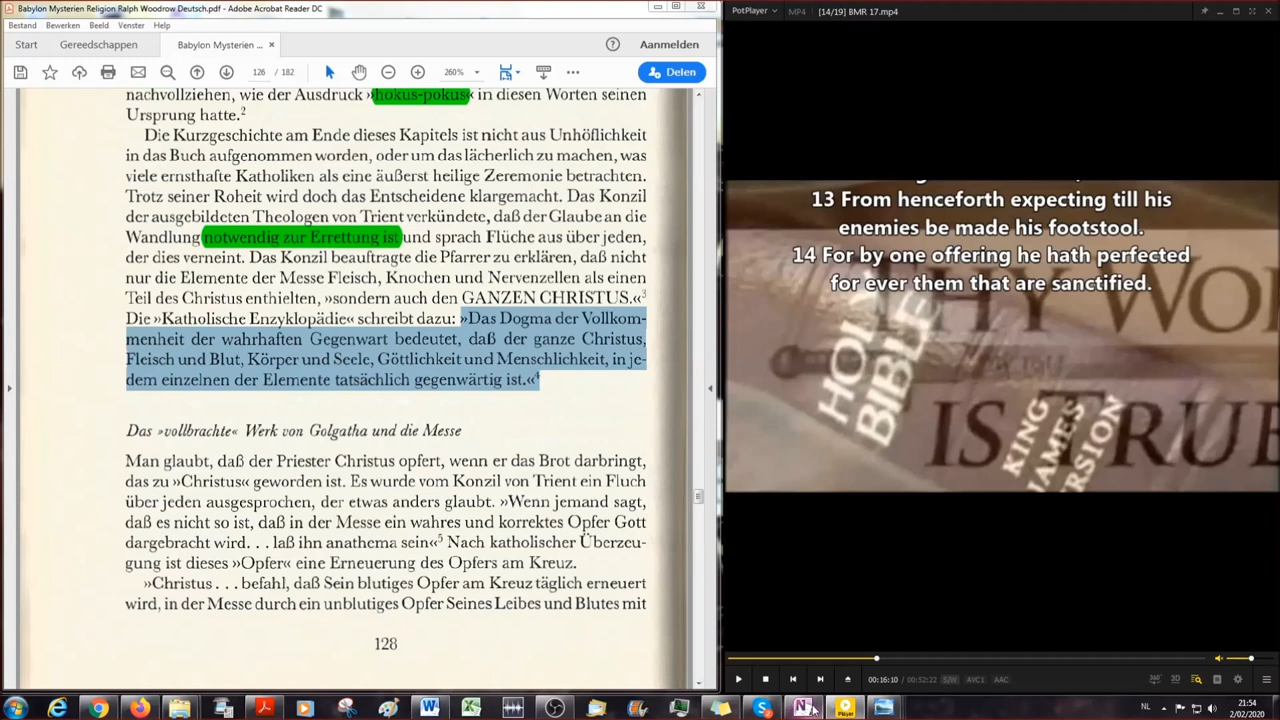 Babylon Mysterien Religion Ralph Woodrow Deutsch.pdf - Adobe Acrobat Reader DC
Bestand Bewerken Beeld Venster Help
Start Gereedschappen Babylon Mysterien ... × Aanmelden
126 / 182 260% Delen
nachvollziehen, wie der Ausdruck »hokus-pokus« in diesen Worten seinen
Ursprung hatte.²
Die Kurzgeschichte am Ende dieses Kapitels ist nicht aus Unhöflichkeit
in das Buch aufgenommen worden, oder um das lächerlich zu machen, was
viele ernsthafte Katholiken als eine äußerst heilige Zeremonie betrachten.
Trotz seiner Roheit wird doch das Entscheidene klargemacht. Das Konzil
der ausgebildeten Theologen von Trient verkündete, daß der Glaube an die
Wandlung notwendig zur Errettung ist und sprach Flüche aus über jeden,
der dies verneint. Das Konzil beauftragte die Pfarrer zu erklären, daß nicht
nur die Elemente der Messe Fleisch, Knochen und Nervenzellen als einen
Teil des Christus enthielten, »sondern auch den GANZEN CHRISTUS.«³
Die »Katholische Enzyklopädie« schreibt dazu: »Das Dogma der Vollkom-
menheit der wahrhaften Gegenwart bedeutet, daß der ganze Christus,
Fleisch und Blut, Körper und Seele, Göttlichkeit und Menschlichkeit, in je-
dem einzelnen der Elemente tatsächlich gegenwärtig ist.«⁴
Das »vollbrachte« Werk von Golgatha und die Messe
Man glaubt, daß der Priester Christus opfert, wenn er das Brot darbringt,
das zu »Christus« geworden ist. Es wurde vom Konzil von Trient ein Fluch
über jeden ausgesprochen, der etwas anders glaubt. »Wenn jemand sagt,
daß es nicht so ist, daß in der Messe ein wahres und korrektes Opfer Gott
dargebracht wird. . . laß ihn anathema sein«⁵ Nach katholischer Überzeu-
gung ist dieses »Opfer« eine Erneuerung des Opfers am Kreuz.
»Christus . . . befahl, daß Sein blutiges Opfer am Kreuz täglich erneuert
wird, in der Messe durch ein unblutiges Opfer Seines Leibes und Blutes mit
128
PotPlayer MP4 [14/19] BMR 17.mp4
13 From henceforth expecting till his
enemies be made his footstool.
14 For by one offering he hath perfected
for ever them that are sanctified.
HY WO
IS TRUE
HOLY
BIBLE
KING
JAMES
VERSION
00:16:10 / 00:52:22 S/W AVC1 AAC 360° 3D
NL 21:54
2/02/2020